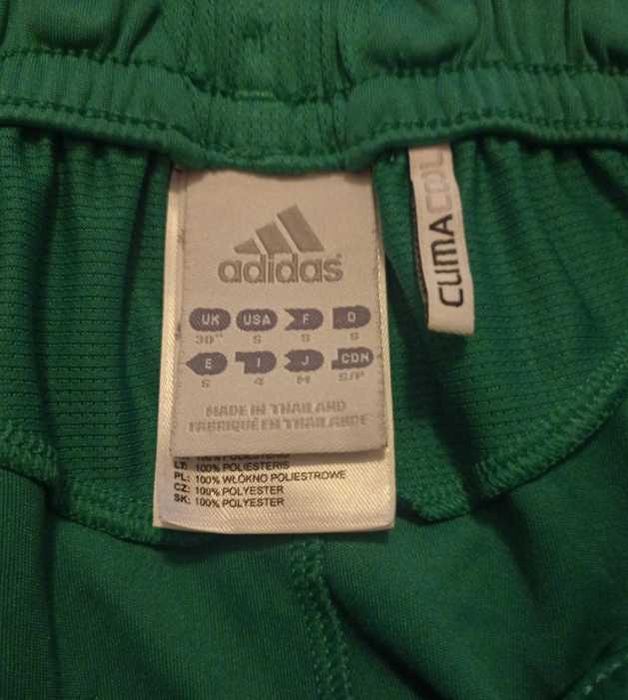 adidas
UK USA F D
30" S S S
E I J CDN
S 4 M S/P
MADE IN THAILAND
FABRIQUÉ EN THAILANDE
LT: 100% POLIESTERIS
PL: 100% WŁÓKNO POLIESTROWE
CZ: 100% POLYESTER
SK: 100% POLYESTER
CLIMACOOL